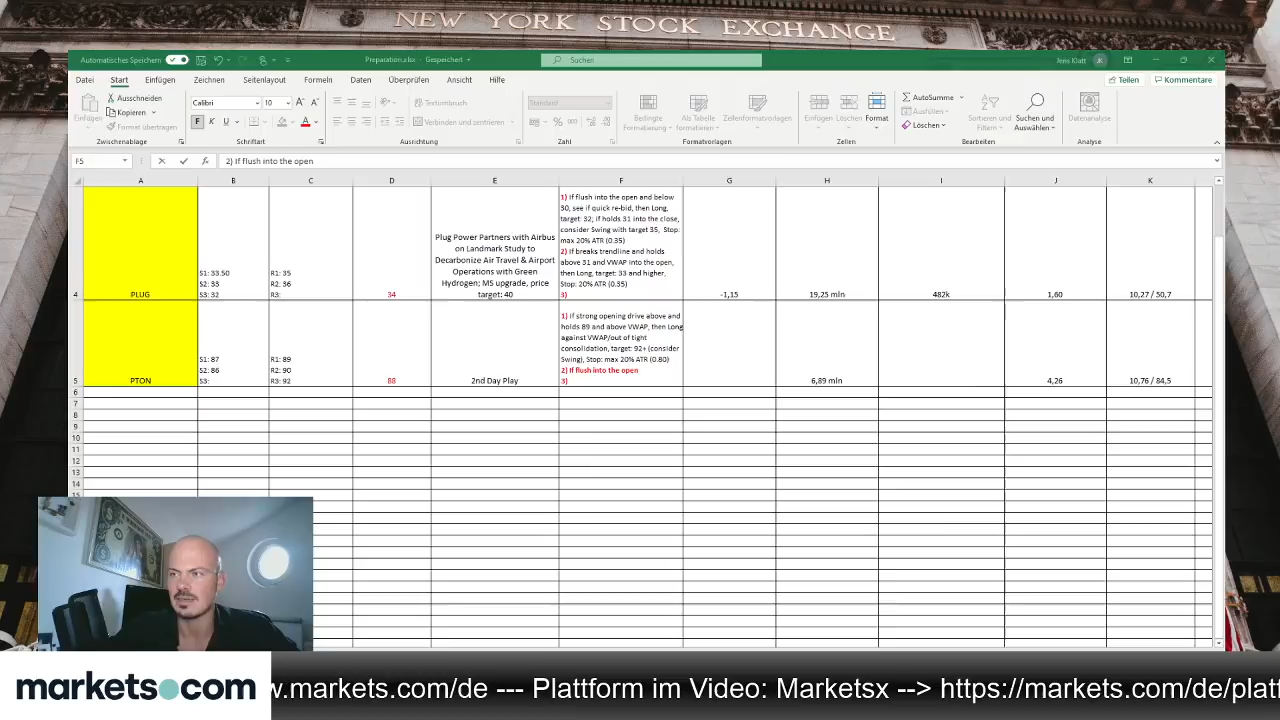 NEW YORK STOCK EXCHANGE
Automatisches Speichern
Preparation.xlsx - Gespeichert
Suchen
Jens Klatt
JK
Datei
Start
Einfügen
Zeichnen
Seitenlayout
Formeln
Daten
Überprüfen
Ansicht
Hilfe
Teilen
Kommentare
Einfügen
Ausschneiden
Kopieren
Format übertragen
Zwischenablage
Calibri
10
F K U
Schriftart
Textumbruch
Verbinden und zentrieren
Ausrichtung
Standard
Zahl
Bedingte
Formatierung
Als Tabelle
formatieren
Zellenformatvorlagen
Formatvorlagen
Einfügen
Löschen
Format
Zellen
AutoSumme
Ausfüllen
Löschen
Sortieren und
Filtern
Suchen und
Auswählen
Bearbeiten
Datenanalyse
Analyse
F5
2) If flush into the open
A B C D E F G H I J K
4
PLUG
S1: 33.50
S2: 33
S3: 32
R1: 35
R2: 36
R3:
34
Plug Power Partners with Airbus
on Landmark Study to
Decarbonize Air Travel & Airport
Operations with Green
Hydrogen; MS upgrade, price
target: 40
1) If flush into the open and below
30, see if quick re-bid, then Long,
target: 32; if holds 31 into the close,
consider Swing with target 35, Stop:
max 20% ATR (0.35)
2) If breaks trendline and holds
above 31 and VWAP into the open,
then Long, target: 33 and higher,
Stop: 20% ATR (0.35)
3)
-1,15
19,25 mln
482k
1,60
10,27 / 50,7
5
PTON
S1: 87
S2: 86
S3:
R1: 89
R2: 90
R3: 92
88
2nd Day Play
1) If strong opening drive above and
holds 89 and above VWAP, then Long
against VWAP/out of tight
consolidation, target: 92+ (consider
Swing), Stop: max 20% ATR (0.80)
2) If flush into the open
3)
6,89 mln
4,26
10,76 / 84,5
6
7
8
9
10
11
12
13
14
15
markets.com
w.markets.com/de --- Plattform im Video: Marketsx --> https://markets.com/de/platt